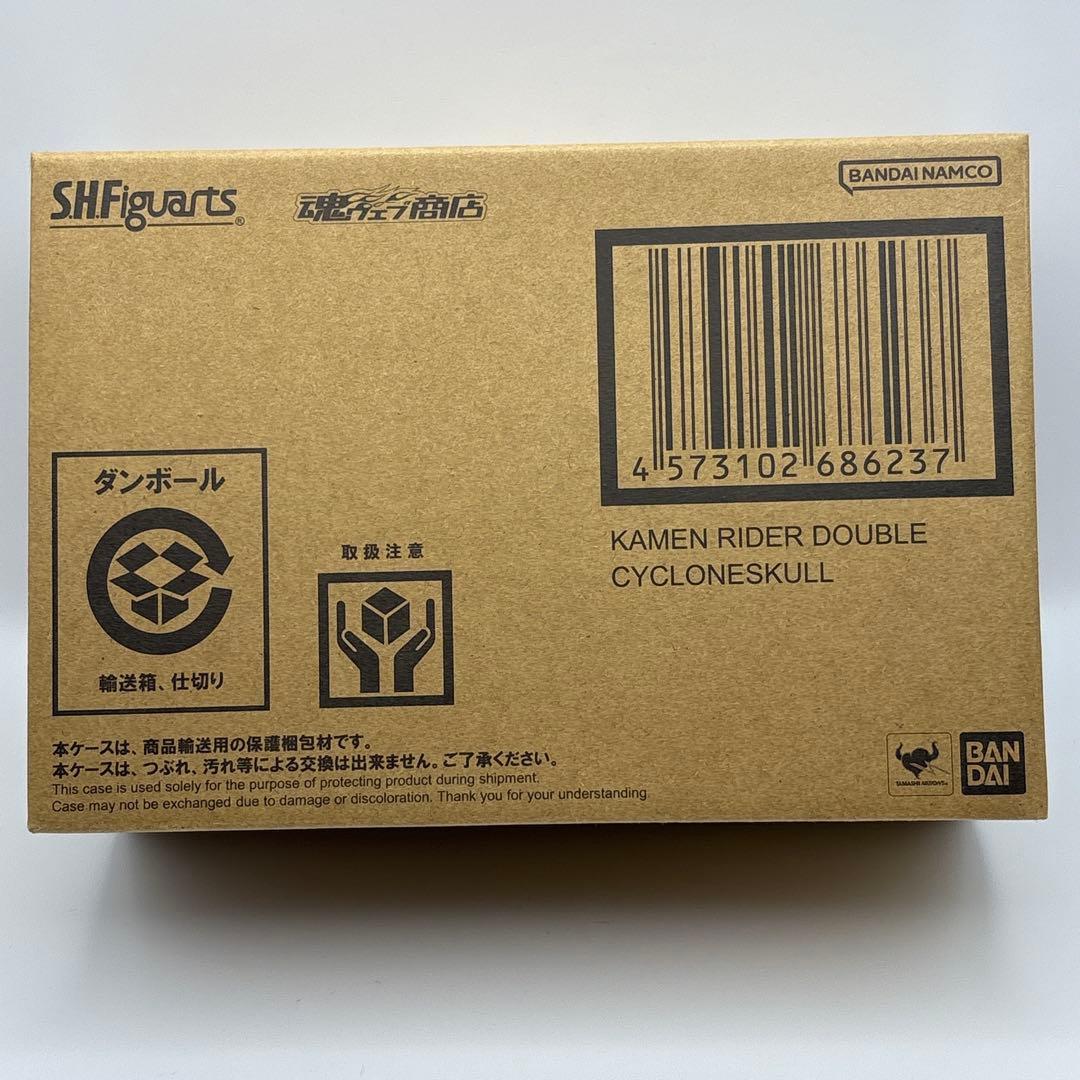 S.H.Figuarts®
魂ウェブ商店
BANDAI NAMCO
4 573102 686237
KAMEN RIDER DOUBLE
CYCLONESKULL
ダンボール
輸送箱、仕切り
取扱注意
本ケースは、商品輸送用の保護梱包材です。
本ケースは、つぶれ、汚れ等による交換は出来ません。ご了承ください。
This case is used solely for the purpose of protecting product during shipment.
Case may not be exchanged due to damage or discoloration. Thank you for your understanding.
TAMASHII NATIONS
BAN
DAI